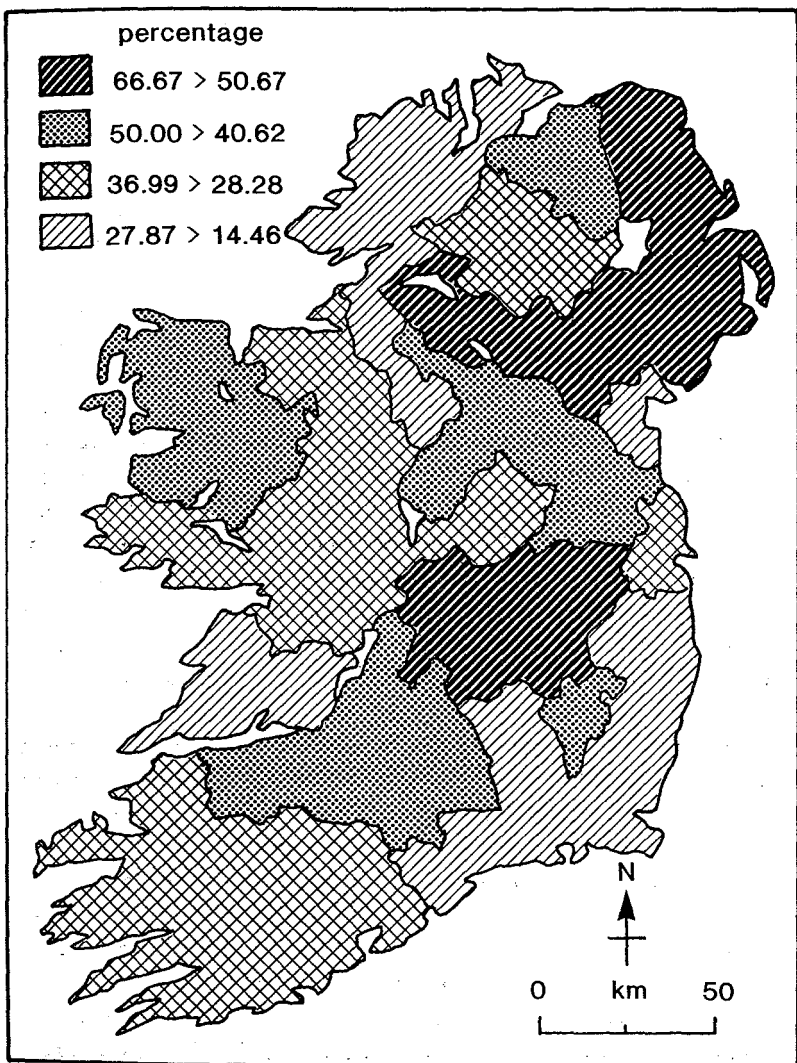 percentage
66.67 > 50.67
50.00 > 40.62
36.99 > 28.28
27.87 > 14.46
N
0 km 50